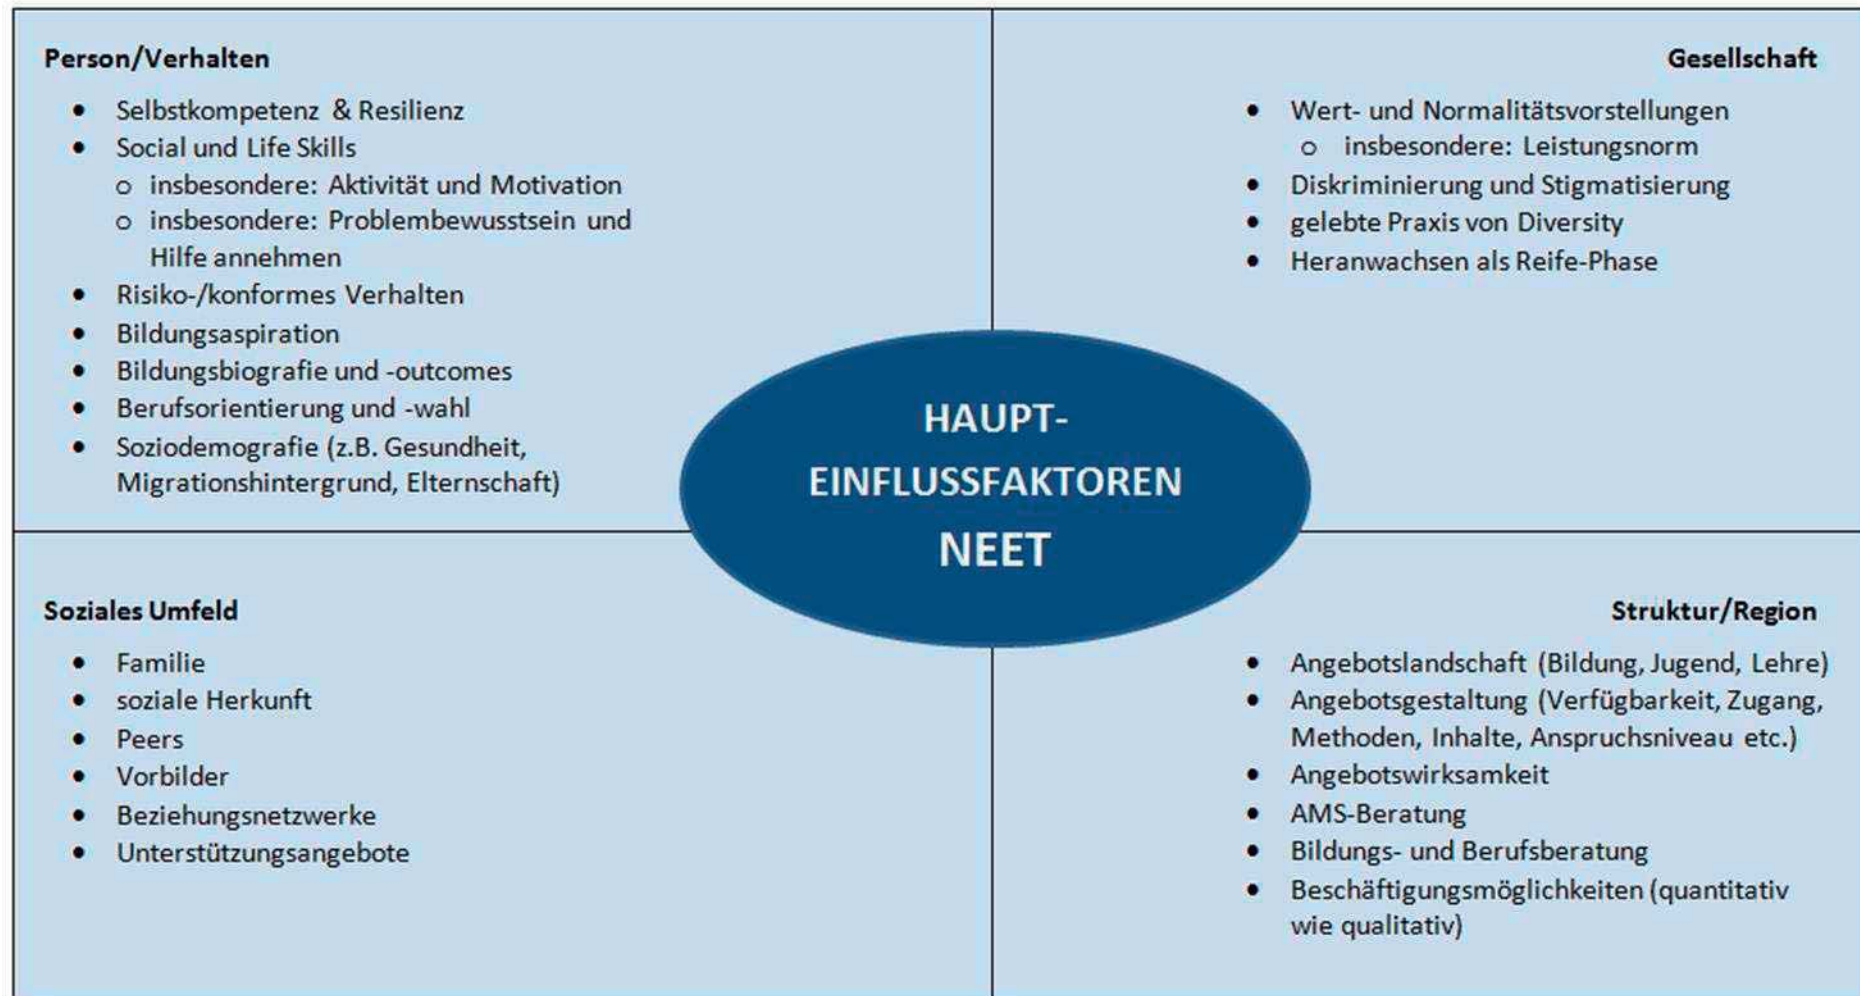 Person/Verhalten
• Selbstkompetenz & Resilienz
• Social und Life Skills
o insbesondere: Aktivität und Motivation
o insbesondere: Problembewusstsein und
Hilfe annehmen
• Risiko-/konformes Verhalten
• Bildungsaspiration
• Bildungsbiografie und -outcomes
• Berufsorientierung und -wahl
• Soziodemografie (z.B. Gesundheit,
Migrationshintergrund, Elternschaft)
Gesellschaft
• Wert- und Normalitätsvorstellungen
o insbesondere: Leistungsnorm
• Diskriminierung und Stigmatisierung
• gelebte Praxis von Diversity
• Heranwachsen als Reife-Phase
HAUPT-
EINFLUSSFAKTOREN
NEET
Soziales Umfeld
• Familie
• soziale Herkunft
• Peers
• Vorbilder
• Beziehungsnetzwerke
• Unterstützungsangebote
Struktur/Region
• Angebotslandschaft (Bildung, Jugend, Lehre)
• Angebotsgestaltung (Verfügbarkeit, Zugang,
Methoden, Inhalte, Anspruchsniveau etc.)
• Angebotswirksamkeit
• AMS-Beratung
• Bildungs- und Berufsberatung
• Beschäftigungsmöglichkeiten (quantitativ
wie qualitativ)